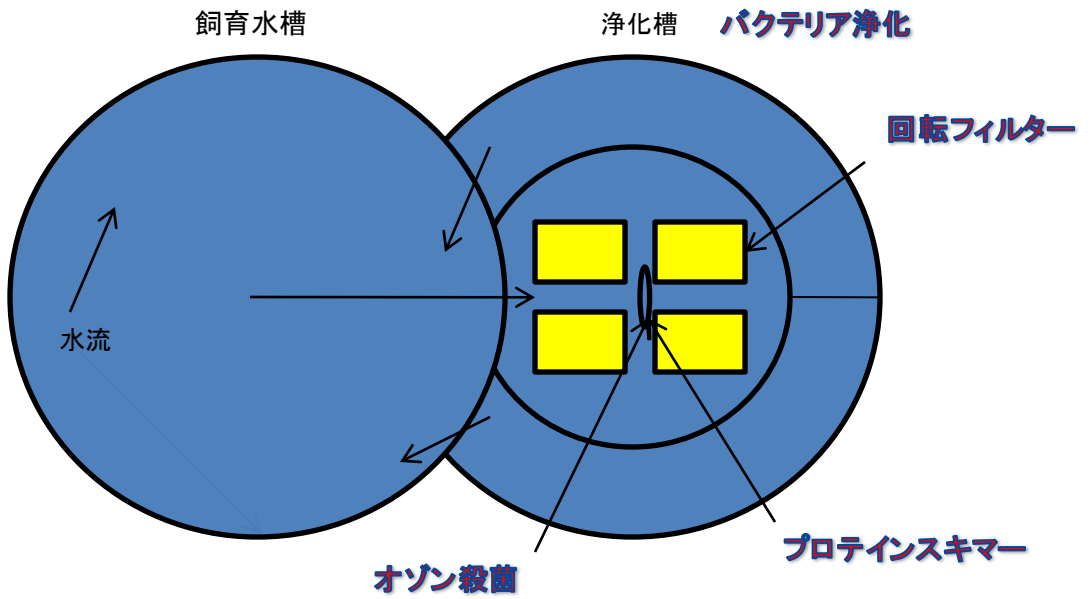 飼育水槽
浄化槽
バクテリア浄化
回転フィルター
水流
プロテインスキマー
オゾン殺菌